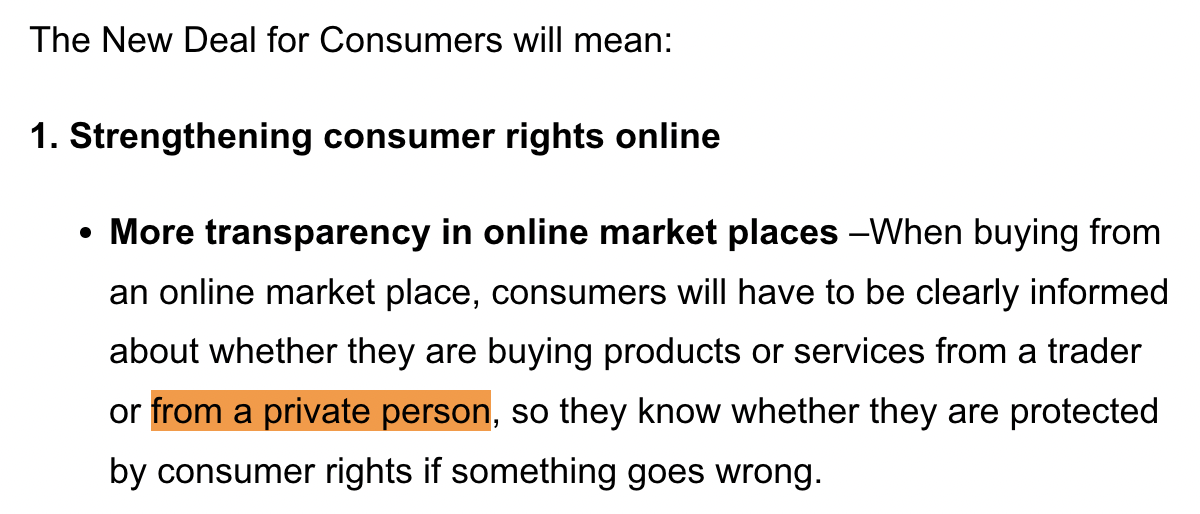 The New Deal for Consumers will mean:
1. Strengthening consumer rights online
• More transparency in online market places –When buying from
an online market place, consumers will have to be clearly informed
about whether they are buying products or services from a trader
or from a private person, so they know whether they are protected
by consumer rights if something goes wrong.